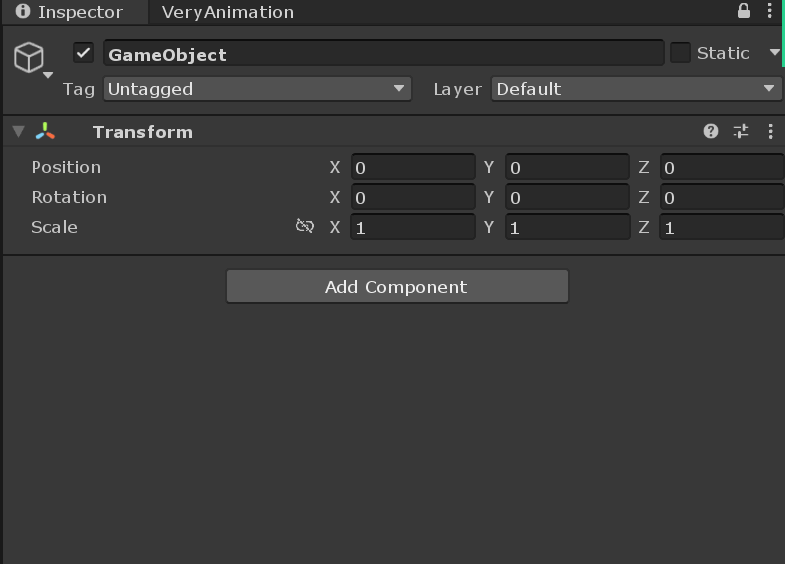 Inspector VeryAnimation
GameObject Static
Tag Untagged Layer Default
Transform
Position X 0 Y 0 Z 0
Rotation X 0 Y 0 Z 0
Scale X 1 Y 1 Z 1
Add Component